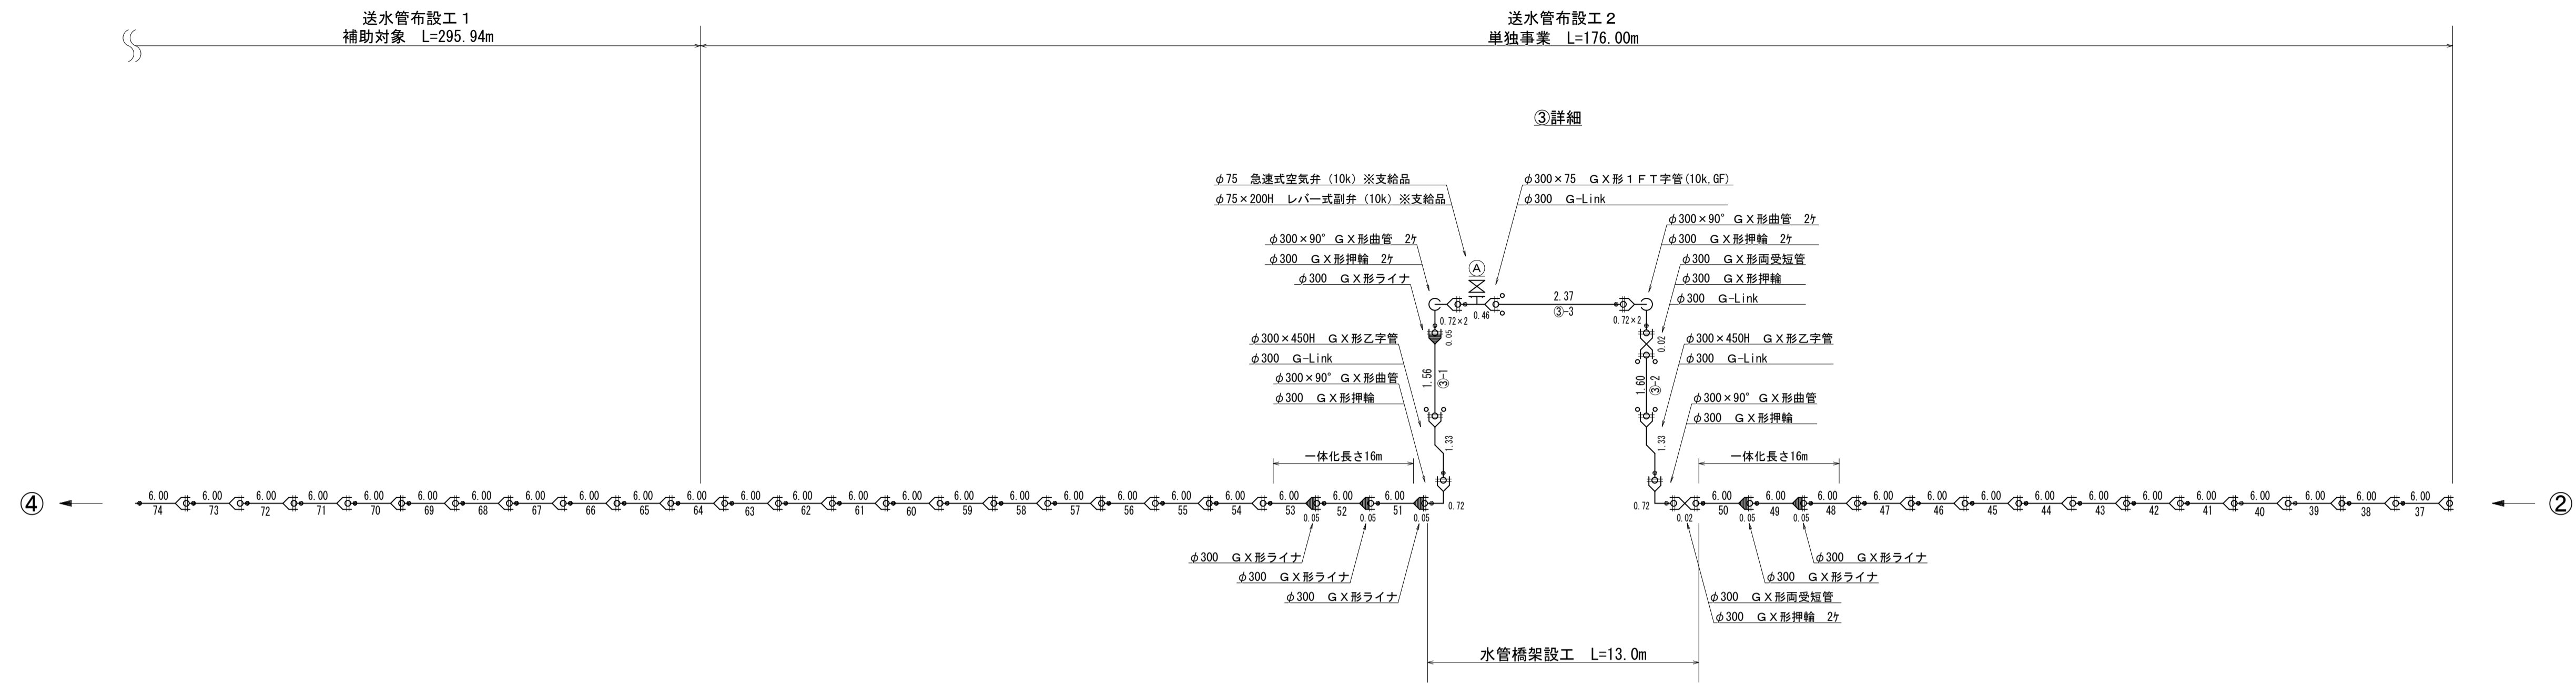 送水管布設工1
補助対象　L=295.94m
送水管布設工2
単独事業　L=176.00m
③詳細
φ75　急速式空気弁（10k）※支給品
φ75×200H　レバー式副弁（10k）※支給品
φ300×75　GX形1FT字管(10k,GF)
φ300　G-Link
φ300×90°GX形曲管　2ケ
φ300　GX形押輪　2ケ
φ300　GX形ライナ
φ300×90°GX形曲管　2ケ
φ300　GX形押輪　2ケ
φ300　GX形両受短管
φ300　GX形押輪
φ300　G-Link
Ⓐ
0.72×2
0.46
2.37
③-3
0.72×2
0.05
0.02
φ300×450H　GX形乙字管
φ300　G-Link
φ300×90°GX形曲管
φ300　GX形押輪
1.56
③-1
1.60
③-2
φ300×450H　GX形乙字管
φ300　G-Link
φ300×90°GX形曲管
φ300　GX形押輪
1.33
1.33
一体化長さ16m
一体化長さ16m
④
6.00 6.00 6.00 6.00 6.00 6.00 6.00 6.00 6.00 6.00 6.00 6.00 6.00 6.00 6.00 6.00 6.00 6.00 6.00 6.00 6.00 6.00 6.00 6.00
74 73 72 71 70 69 68 67 66 65 64 63 62 61 60 59 58 57 56 55 54 53 52 51
0.05 0.05 0.05
0.72
0.72
0.02 0.05 0.05
6.00 6.00 6.00 6.00 6.00 6.00 6.00 6.00 6.00 6.00 6.00 6.00 6.00 6.00
50 49 48 47 46 45 44 43 42 41 40 39 38 37
②
φ300　GX形ライナ
φ300　GX形ライナ
φ300　GX形ライナ
φ300　GX形ライナ
φ300　GX形ライナ
φ300　GX形両受短管
φ300　GX形押輪　2ケ
水管橋架設工　L=13.0m